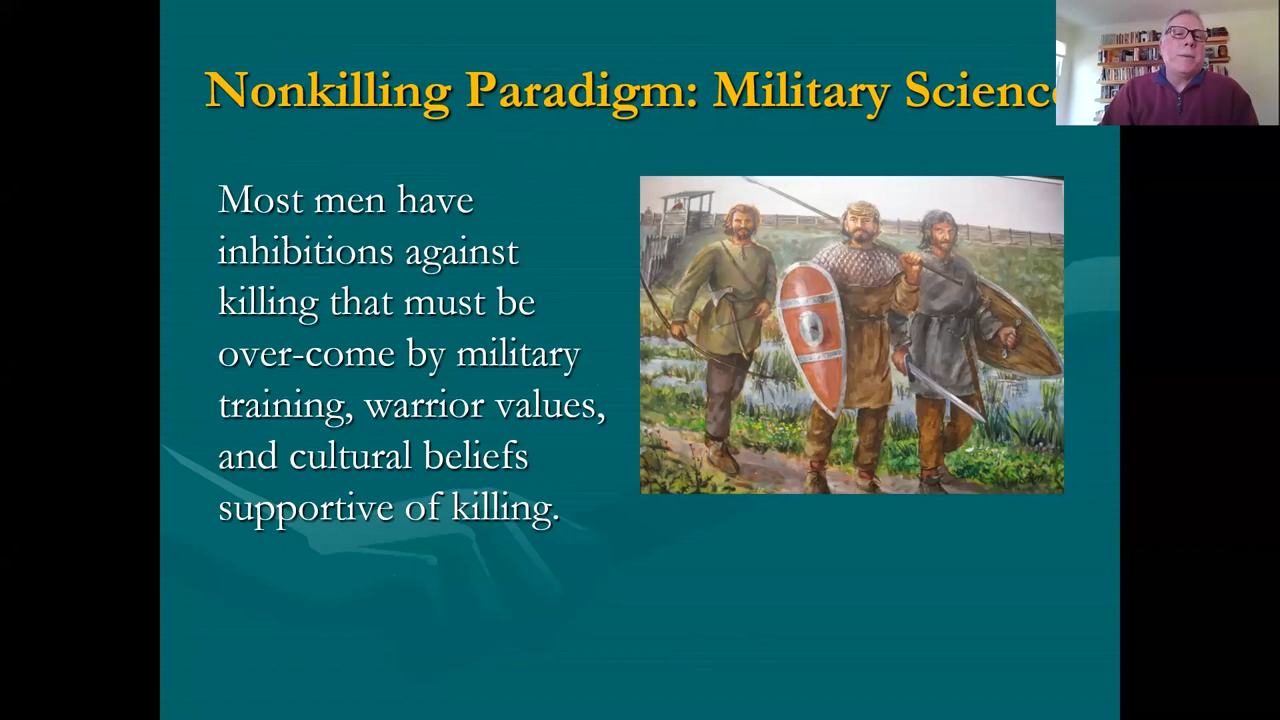 Nonkilling Paradigm: Military Scienc
Most men have
inhibitions against
killing that must be
over-come by military
training, warrior values,
and cultural beliefs
supportive of killing.